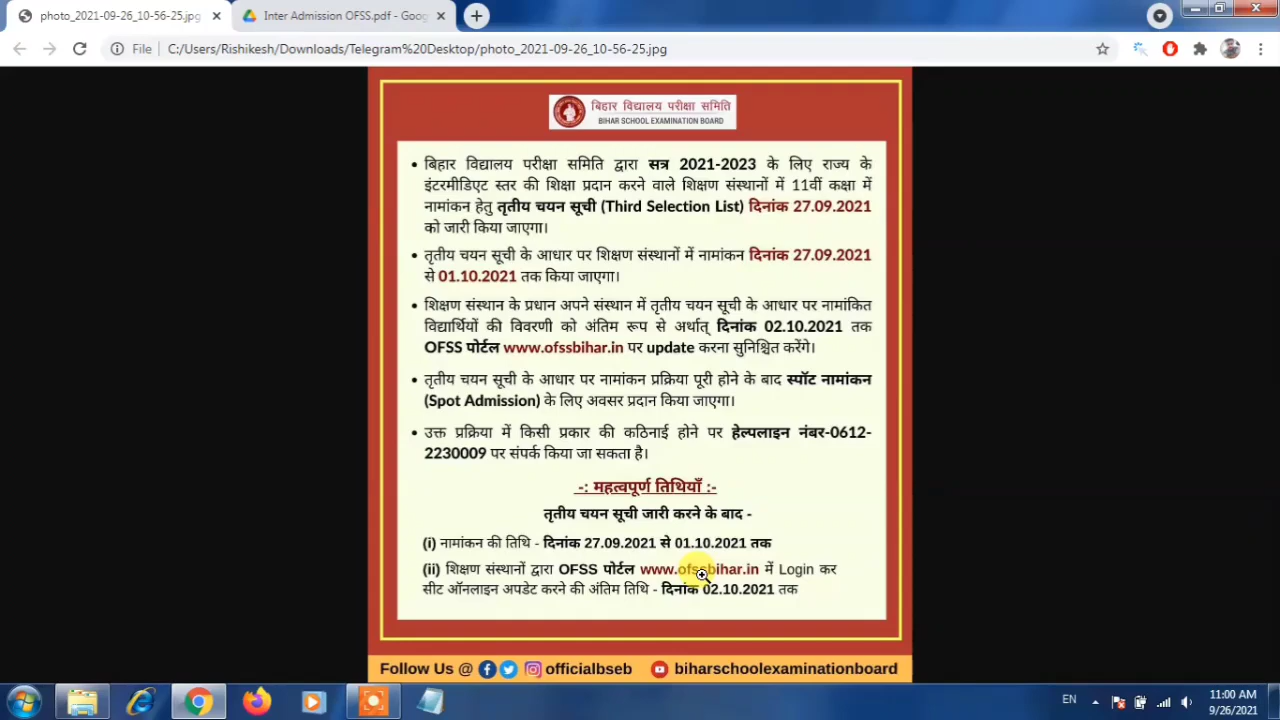 photo_2021-09-26_10-56-25.jpg
Inter Admission OFSS.pdf - Goog
File C:/Users/Rishikesh/Downloads/Telegram%20Desktop/photo_2021-09-26_10-56-25.jpg
बिहार विद्यालय परीक्षा समिति
BIHAR SCHOOL EXAMINATION BOARD
• बिहार विद्यालय परीक्षा समिति द्वारा सत्र 2021-2023 के लिए राज्य के
इंटरमीडिएट स्तर की शिक्षा प्रदान करने वाले शिक्षण संस्थानों में 11वीं कक्षा में
नामांकन हेतु तृतीय चयन सूची (Third Selection List) दिनांक 27.09.2021
को जारी किया जाएगा।
• तृतीय चयन सूची के आधार पर शिक्षण संस्थानों में नामांकन दिनांक 27.09.2021
से 01.10.2021 तक किया जाएगा।
• शिक्षण संस्थान के प्रधान अपने संस्थान में तृतीय चयन सूची के आधार पर नामांकित
विद्यार्थियों की विवरणी को अंतिम रूप से अर्थात् दिनांक 02.10.2021 तक
OFSS पोर्टल www.ofssbihar.in पर update करना सुनिश्चित करेंगे।
• तृतीय चयन सूची के आधार पर नामांकन प्रक्रिया पूरी होने के बाद स्पॉट नामांकन
(Spot Admission) के लिए अवसर प्रदान किया जाएगा।
• उक्त प्रक्रिया में किसी प्रकार की कठिनाई होने पर हेल्पलाइन नंबर-0612-
2230009 पर संपर्क किया जा सकता है।
-: महत्वपूर्ण तिथियाँ :-
तृतीय चयन सूची जारी करने के बाद -
(i) नामांकन की तिथि - दिनांक 27.09.2021 से 01.10.2021 तक
(ii) शिक्षण संस्थानों द्वारा OFSS पोर्टल www.ofssbihar.in में Login कर
सीट ऑनलाइन अपडेट करने की अंतिम तिथि - दिनांक 02.10.2021 तक
Follow Us @ officialbseb biharschoolexaminationboard
EN
11:00 AM
9/26/2021